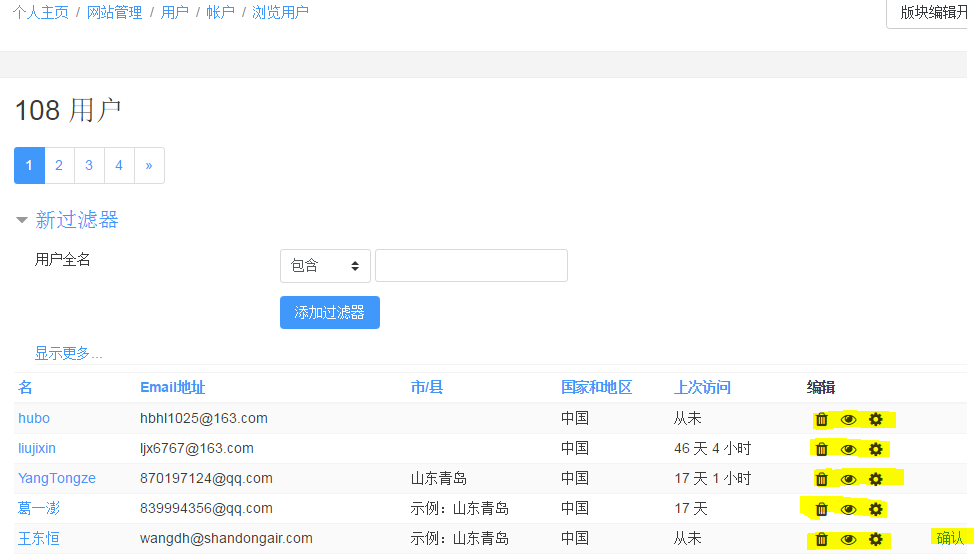 个人主页 / 网站管理 / 用户 / 帐户 / 浏览用户
版块编辑开
108 用户
1 2 3 4 »
新过滤器
用户全名 包含
添加过滤器
显示更多...
名 Email地址 市/县 国家和地区 上次访问 编辑
hubo hbhl1025@163.com 中国 从未
liujixin ljx6767@163.com 中国 46 天 4 小时
YangTongze 870197124@qq.com 山东青岛 中国 17 天 1 小时
葛一澎 839994356@qq.com 示例：山东青岛 中国 17 天
王东恒 wangdh@shandongair.com 示例：山东青岛 中国 从未 确认